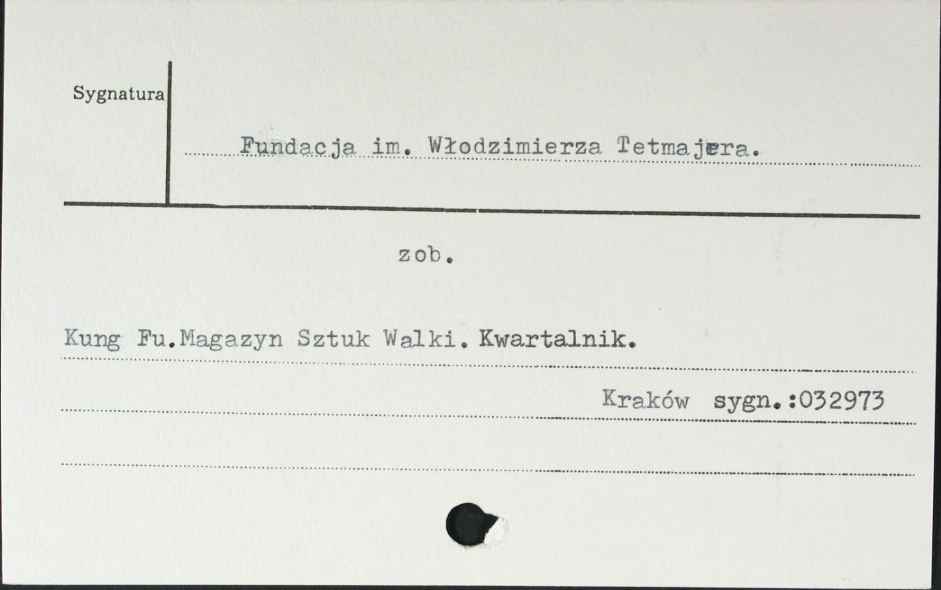 Sygnatura
Fundacja im. Włodzimierza Tetmajera.
zob.
Kung Fu.Magazyn Sztuk Walki. Kwartalnik.
Kraków sygn.:032973